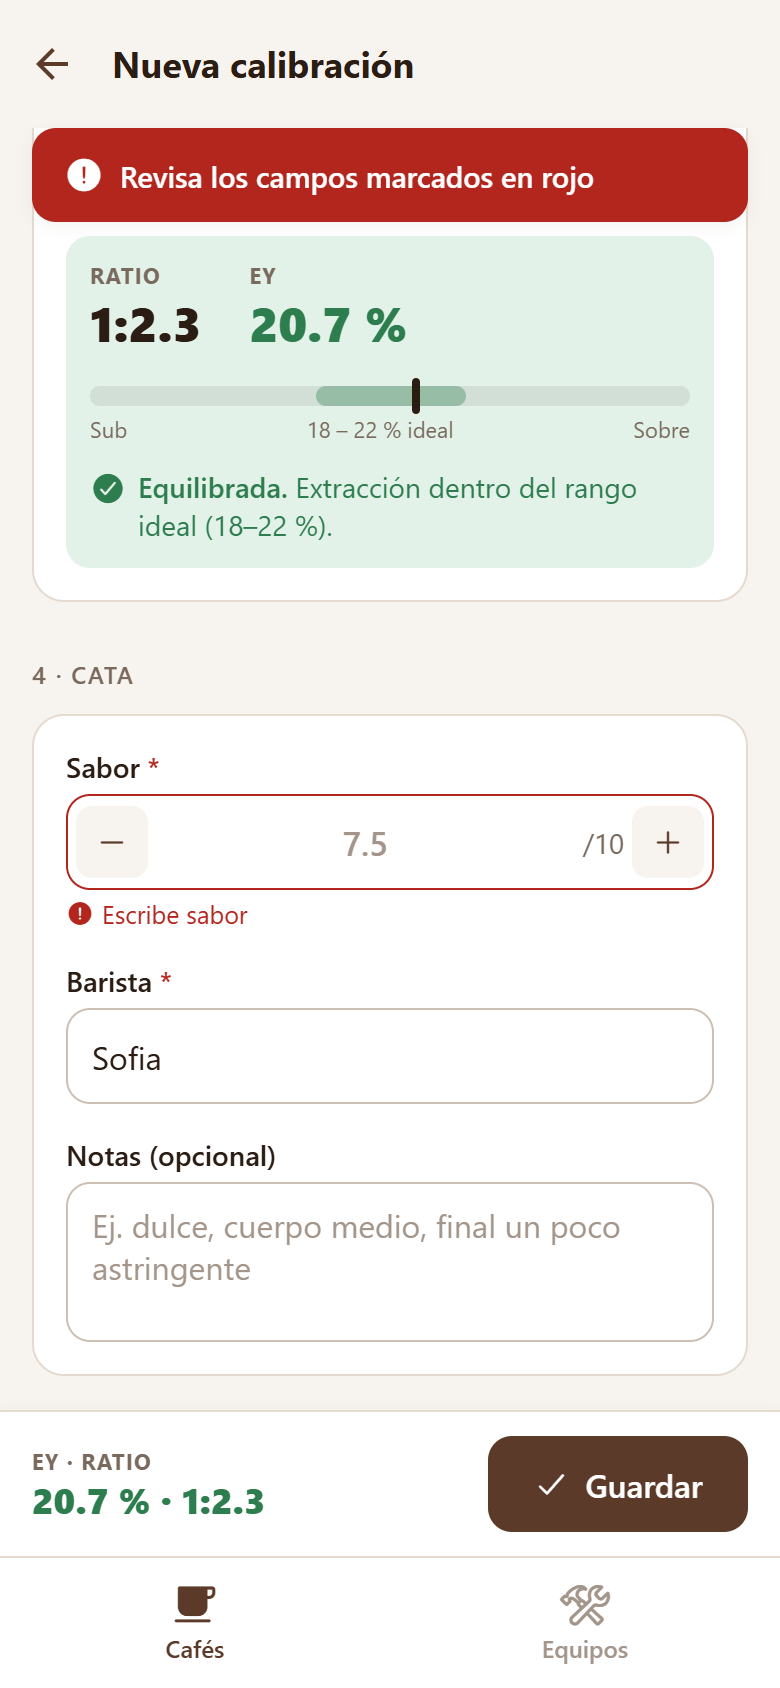 Nueva calibración
Revisa los campos marcados en rojo
RATIO EY
1:2.3 20.7 %
Sub 18 – 22 % ideal Sobre
Equilibrada. Extracción dentro del rango
ideal (18–22 %).
4 · CATA
Sabor *
7.5 /10
Escribe sabor
Barista *
Sofia
Notas (opcional)
Ej. dulce, cuerpo medio, final un poco
astringente
EY · RATIO
20.7 % · 1:2.3
Guardar
Cafés Equipos